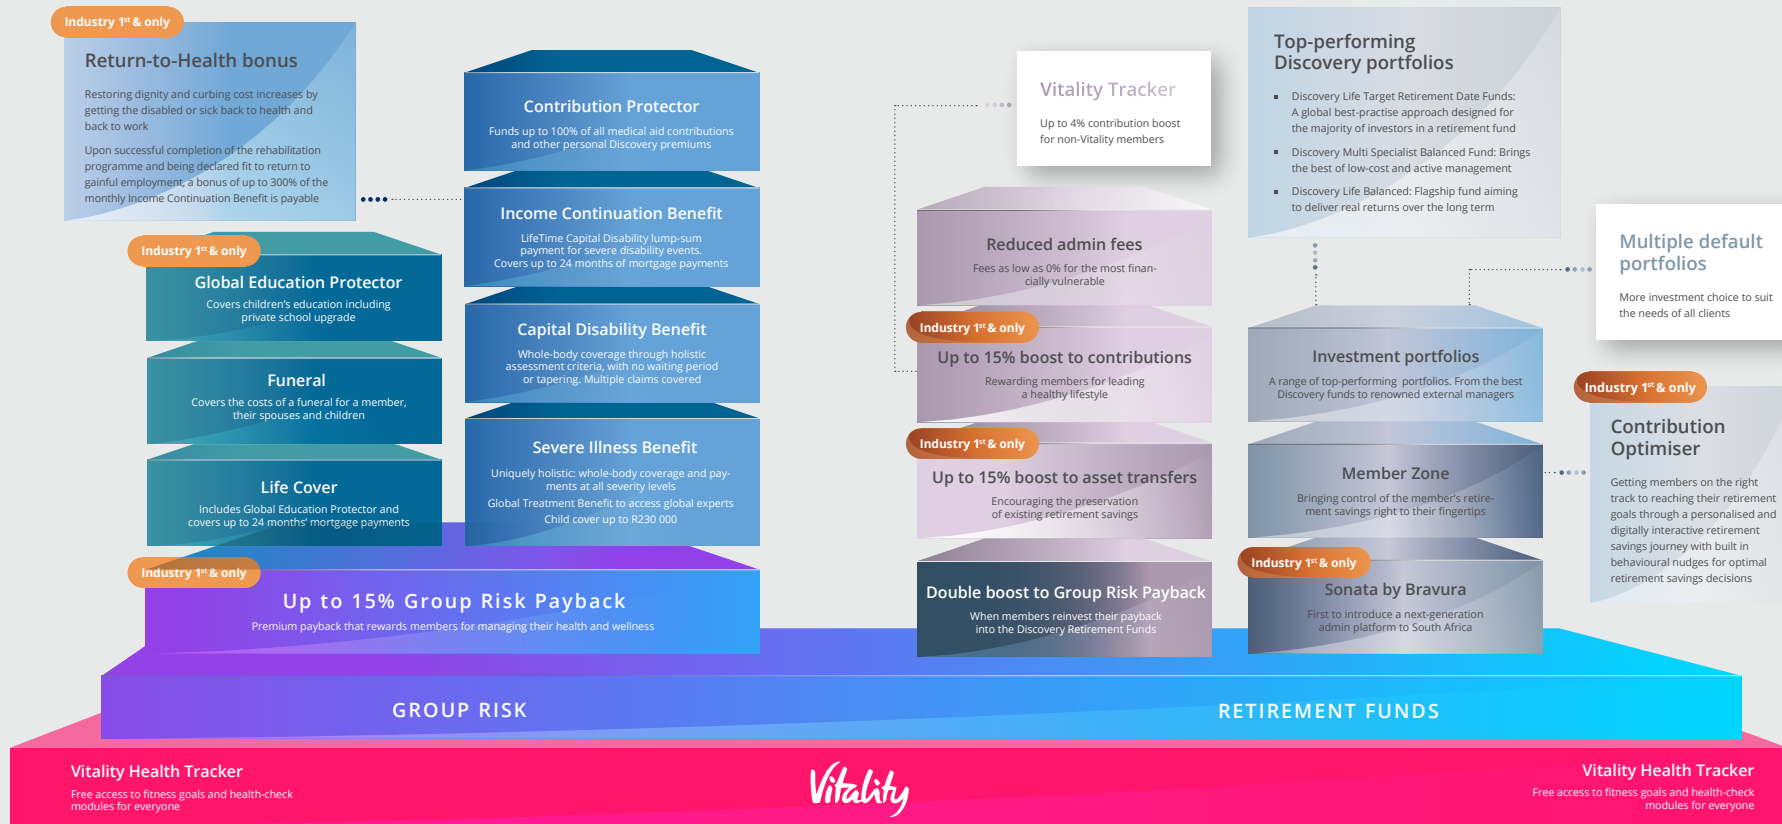 Industry 1st & only
Return-to-Health bonus
Restoring dignity and curbing cost increases by
getting the disabled or sick back to health and
back to work
Upon successful completion of the rehabilitation
programme and being declared fit to return to
gainful employment, a bonus of up to 300% of the
monthly Income Continuation Benefit is payable
Industry 1st & only
Global Education Protector
Covers children's education including
private school upgrade
Funeral
Covers the costs of a funeral for a member,
their spouses and children
Life Cover
Includes Global Education Protector and
covers up to 24 months' mortgage payments
Contribution Protector
Funds up to 100% of all medical aid contributions
and other personal Discovery premiums
Income Continuation Benefit
LifeTime Capital Disability lump-sum
payment for severe disability events.
Covers up to 24 months of mortgage payments
Capital Disability Benefit
Whole-body coverage through holistic
assessment criteria, with no waiting period
or tapering. Multiple claims covered
Severe Illness Benefit
Uniquely holistic: whole-body coverage and pay-
ments at all severity levels
Global Treatment Benefit to access global experts
Child cover up to R230 000
Industry 1st & only
Up to 15% Group Risk Payback
Premium payback that rewards members for managing their health and wellness
Vitality Tracker
Up to 4% contribution boost
for non-Vitality members
Reduced admin fees
Fees as low as 0% for the most finan-
cially vulnerable
Industry 1st & only
Up to 15% boost to contributions
Rewarding members for leading
a healthy lifestyle
Industry 1st & only
Up to 15% boost to asset transfers
Encouraging the preservation
of existing retirement savings
Double boost to Group Risk Payback
When members reinvest their payback
into the Discovery Retirement Funds
Top-performing
Discovery portfolios
▪ Discovery Life Target Retirement Date Funds:
A global best-practise approach designed for
the majority of investors in a retirement fund
▪ Discovery Multi Specialist Balanced Fund: Brings
the best of low-cost and active management
▪ Discovery Life Balanced: Flagship fund aiming
to deliver real returns over the long term
Multiple default
portfolios
More investment choice to suit
the needs of all clients
Investment portfolios
A range of top-performing portfolios. From the best
Discovery funds to renowned external managers
Member Zone
Bringing control of the member's retire-
ment savings right to their fingertips
Industry 1st & only
Sonata by Bravura
First to introduce a next-generation
admin platform to South Africa
Industry 1st & only
Contribution
Optimiser
Getting members on the right
track to reaching their retirement
goals through a personalised and
digitally interactive retirement
savings journey with built in
behavioural nudges for optimal
retirement savings decisions
GROUP RISK
RETIREMENT FUNDS
Vitality Health Tracker
Free access to fitness goals and health-check
modules for everyone
Vitality
Vitality Health Tracker
Free access to fitness goals and health-check
modules for everyone